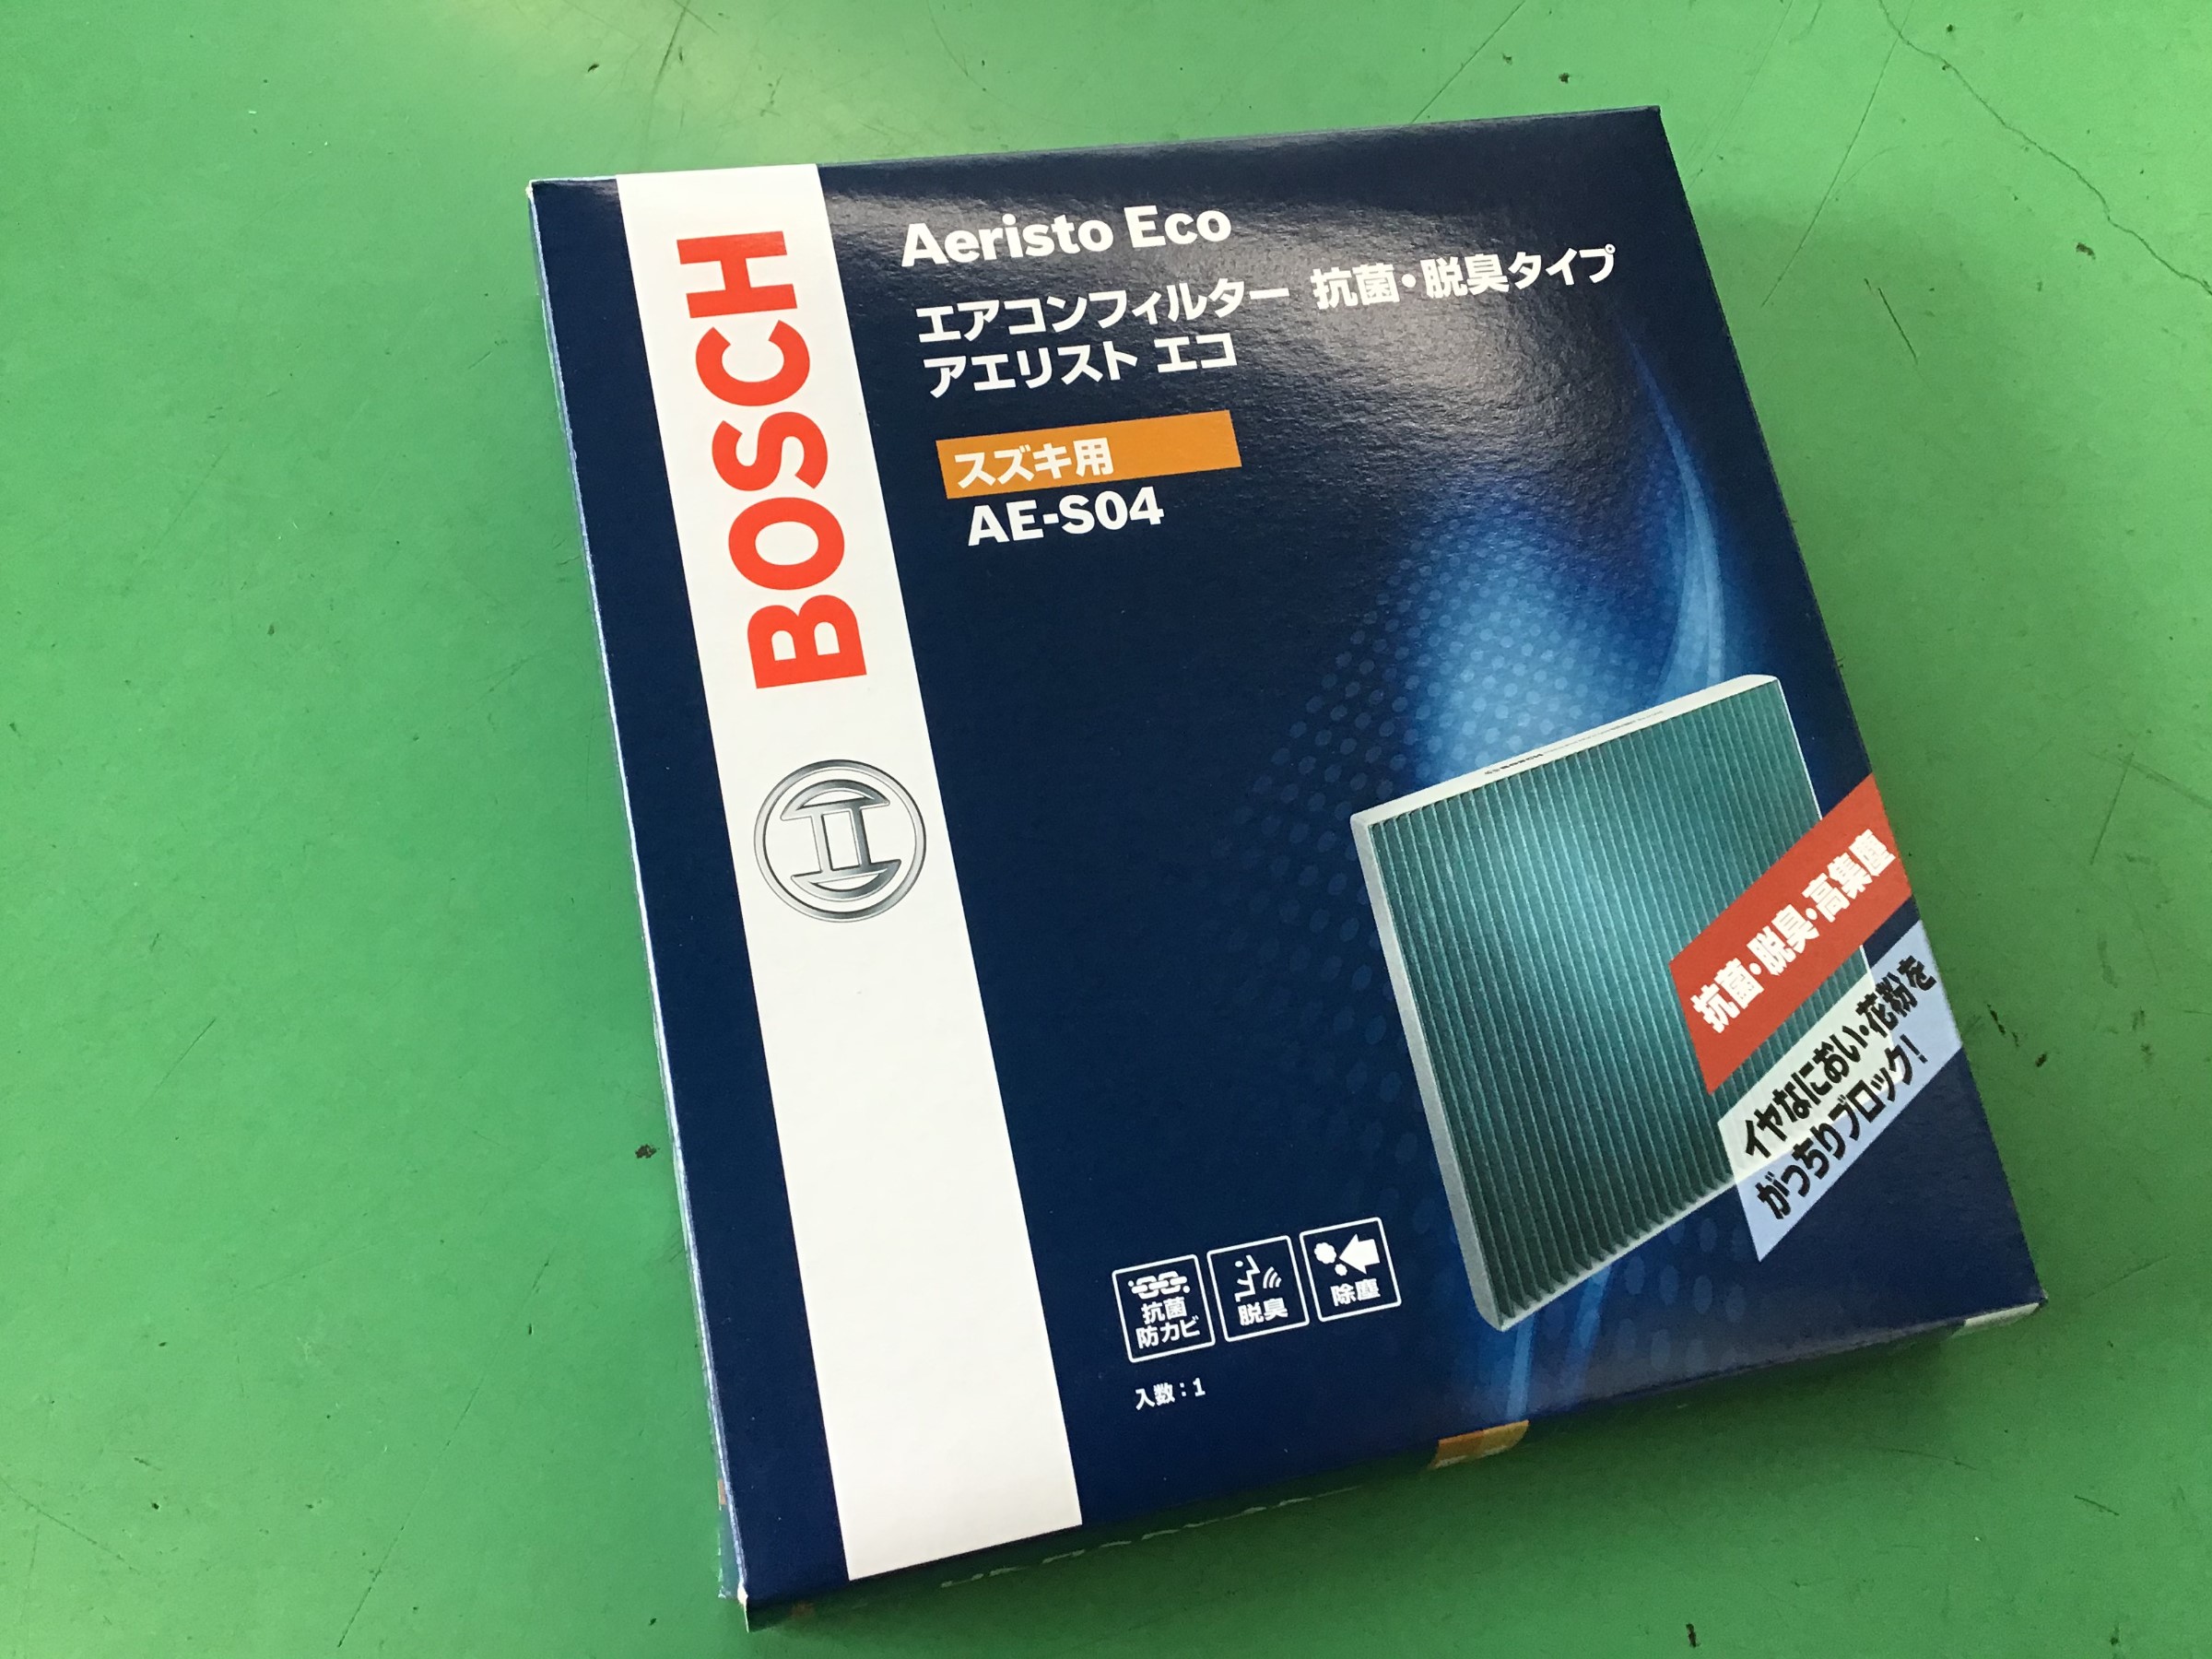 BOSCH
Aeristo Eco
エアコンフィルター 抗菌・脱臭タイプ
アエリスト エコ
スズキ用
AE-S04
抗菌・脱臭・高集塵
イヤなにおい・花粉を
がっちりブロック!
抗菌
防カビ
脱臭
除塵
入数:1